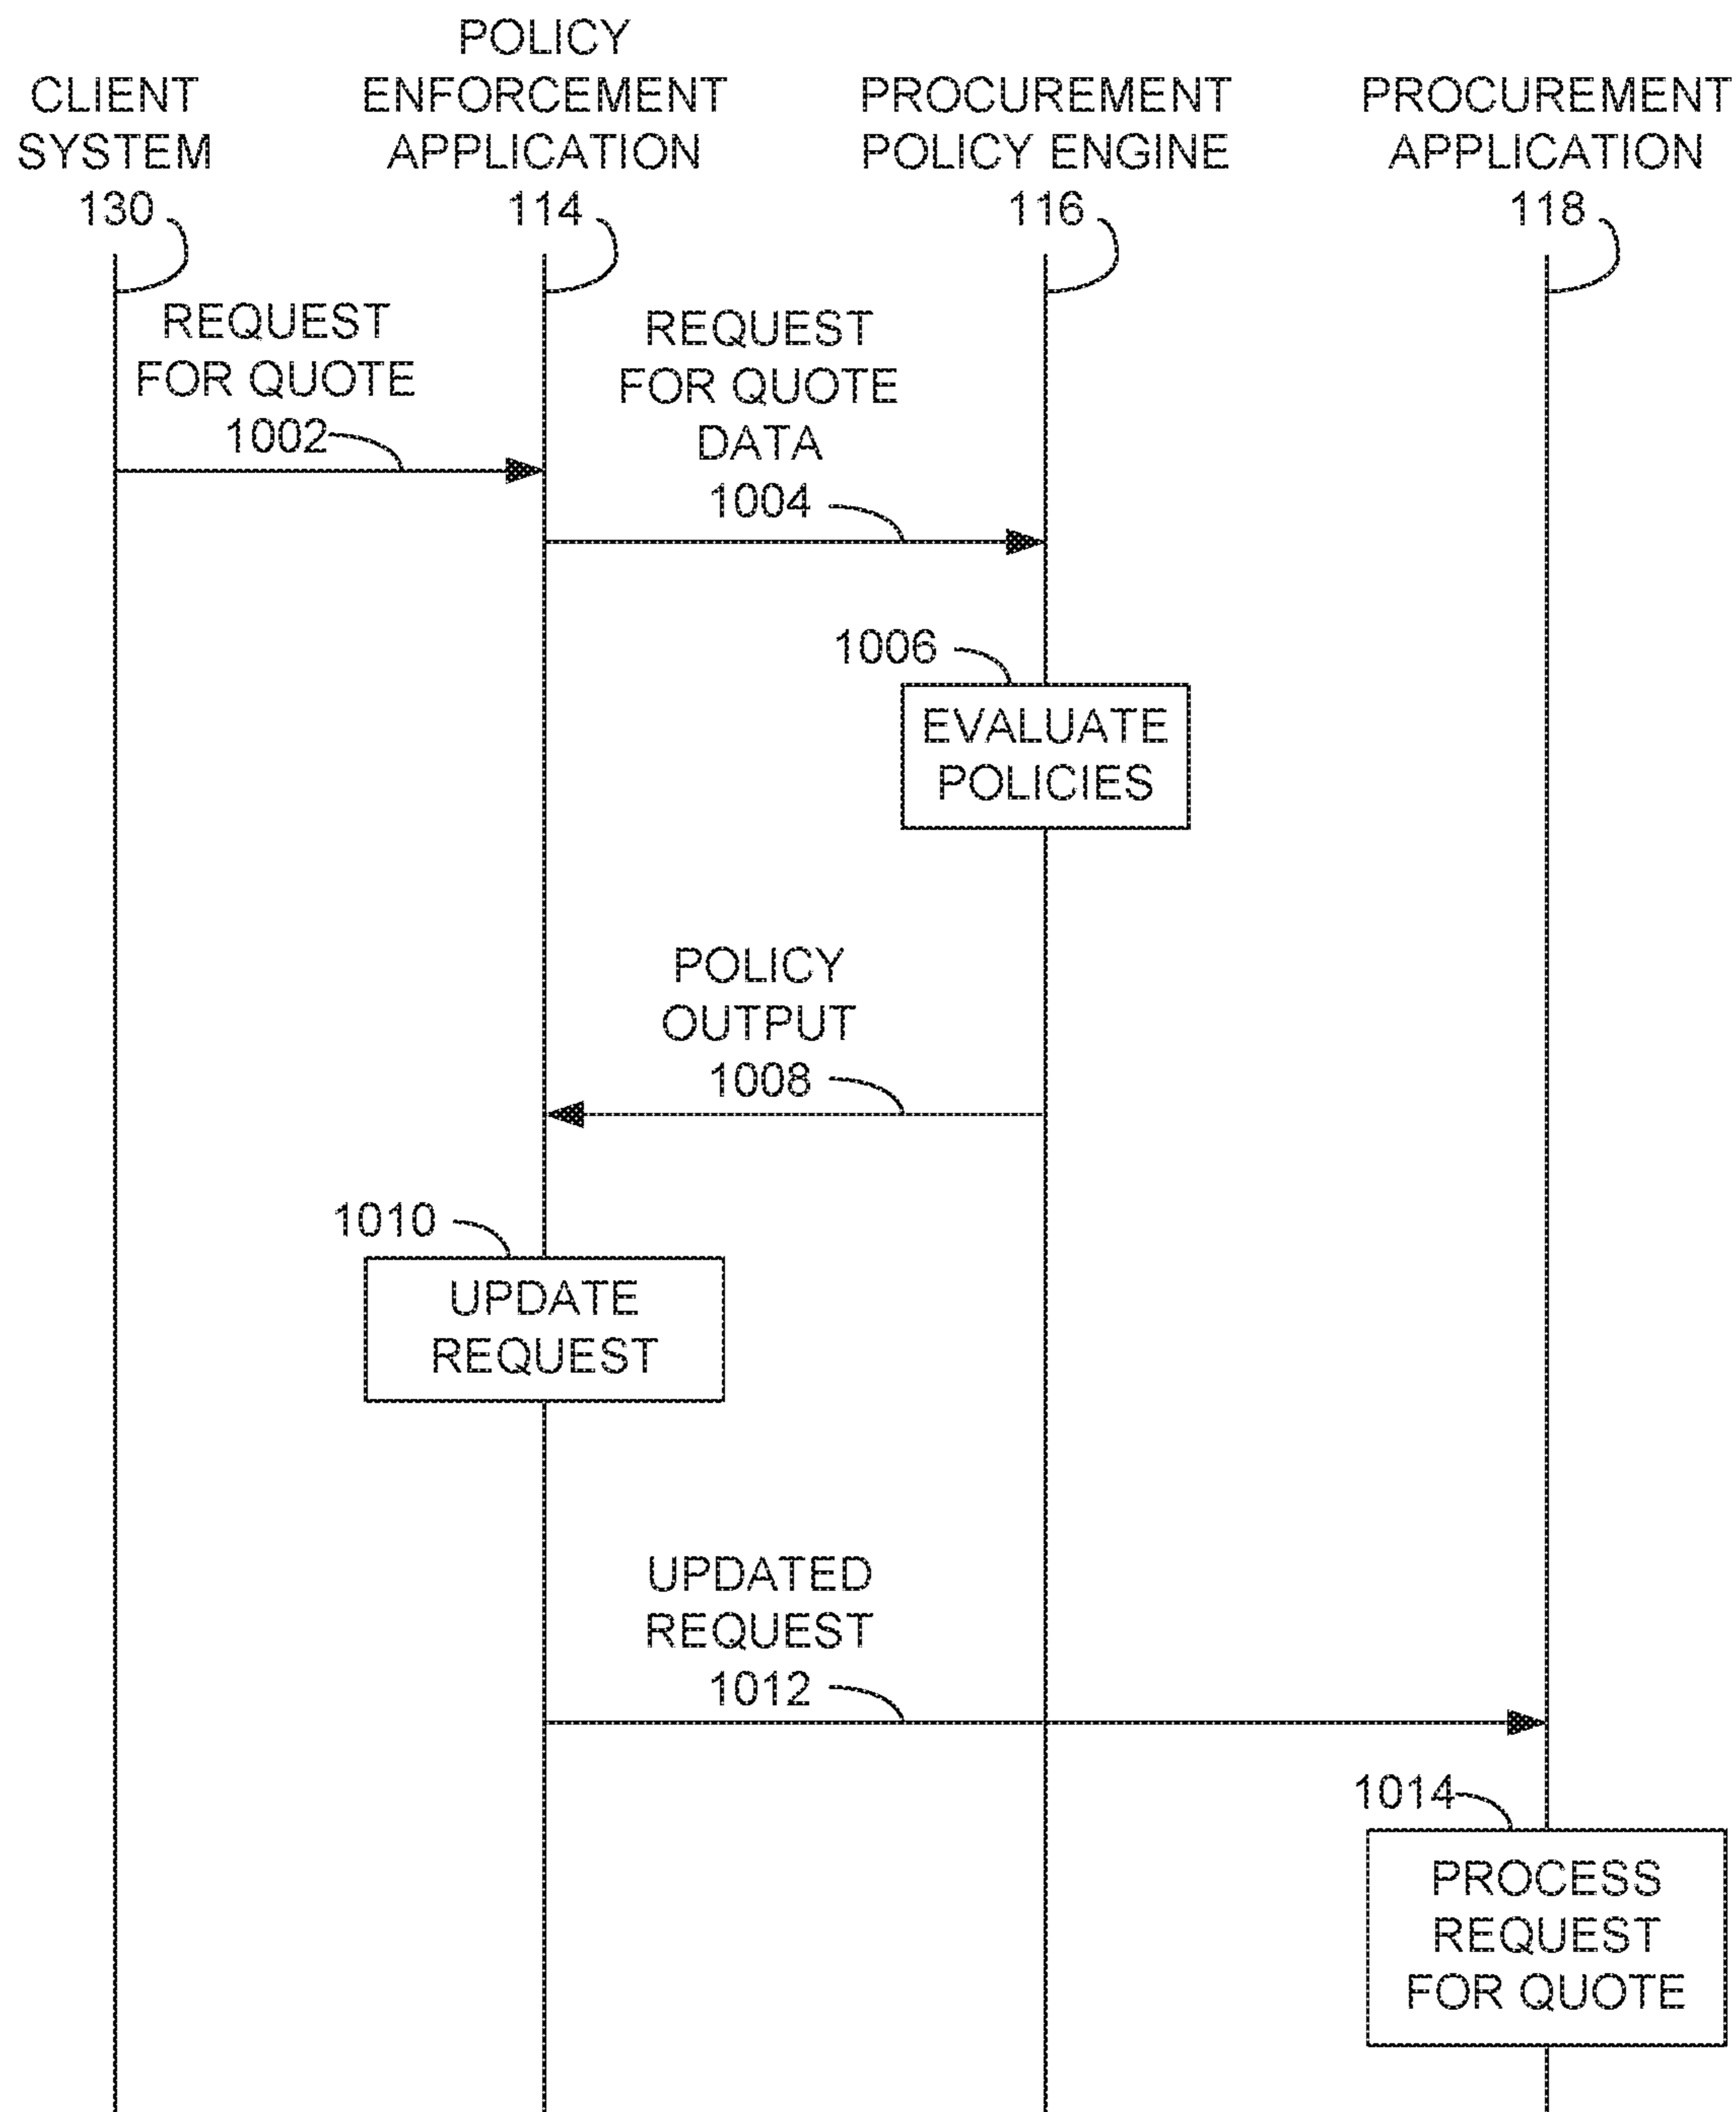 CLIENT
SYSTEM
130
POLICY
ENFORCEMENT
APPLICATION
114
PROCUREMENT
POLICY ENGINE
116
PROCUREMENT
APPLICATION
118
REQUEST
FOR QUOTE
1002
REQUEST
FOR QUOTE
DATA
1004
1006
EVALUATE
POLICIES
POLICY
OUTPUT
1008
1010
UPDATE
REQUEST
UPDATED
REQUEST
1012
1014
PROCESS
REQUEST
FOR QUOTE